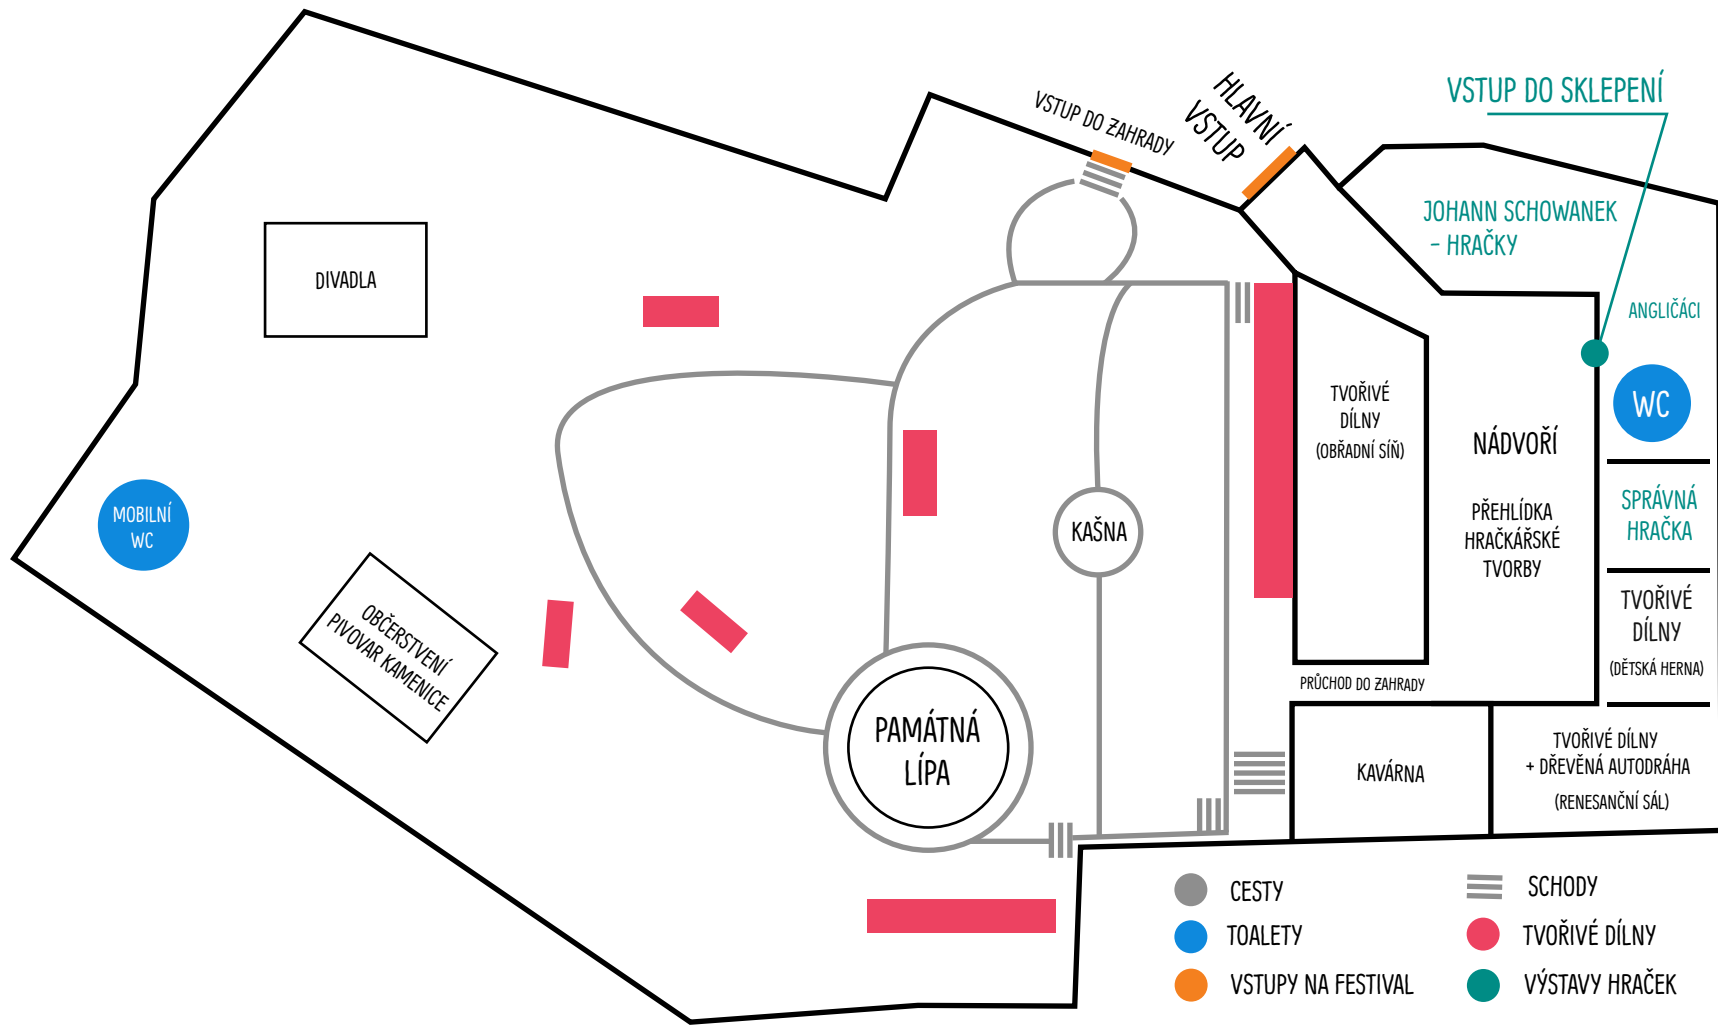 VSTUP DO ZAHRADY
HLAVNÍ
VSTUP
VSTUP DO SKLEPENÍ
JOHANN SCHOWANEK
- HRAČKY
DIVADLA
ANGLIČÁCI
WC
TVOŘIVÉ
DÍLNY
(OBŘADNÍ SÍŇ)
NÁDVOŘÍ
PŘEHLÍDKA
HRAČKÁŘSKÉ
TVORBY
SPRÁVNÁ
HRAČKA
MOBILNÍ
WC
KAŠNA
OBČERSTVENÍ
PIVOVAR KAMENICE
TVOŘIVÉ
DÍLNY
(DĚTSKÁ HERNA)
PRŮCHOD DO ZAHRADY
PAMÁTNÁ
LÍPA
KAVÁRNA
TVOŘIVÉ DÍLNY
+ DŘEVĚNÁ AUTODRÁHA
(RENESANČNÍ SÁL)
CESTY
SCHODY
TOALETY
TVOŘIVÉ DÍLNY
VSTUPY NA FESTIVAL
VÝSTAVY HRAČEK